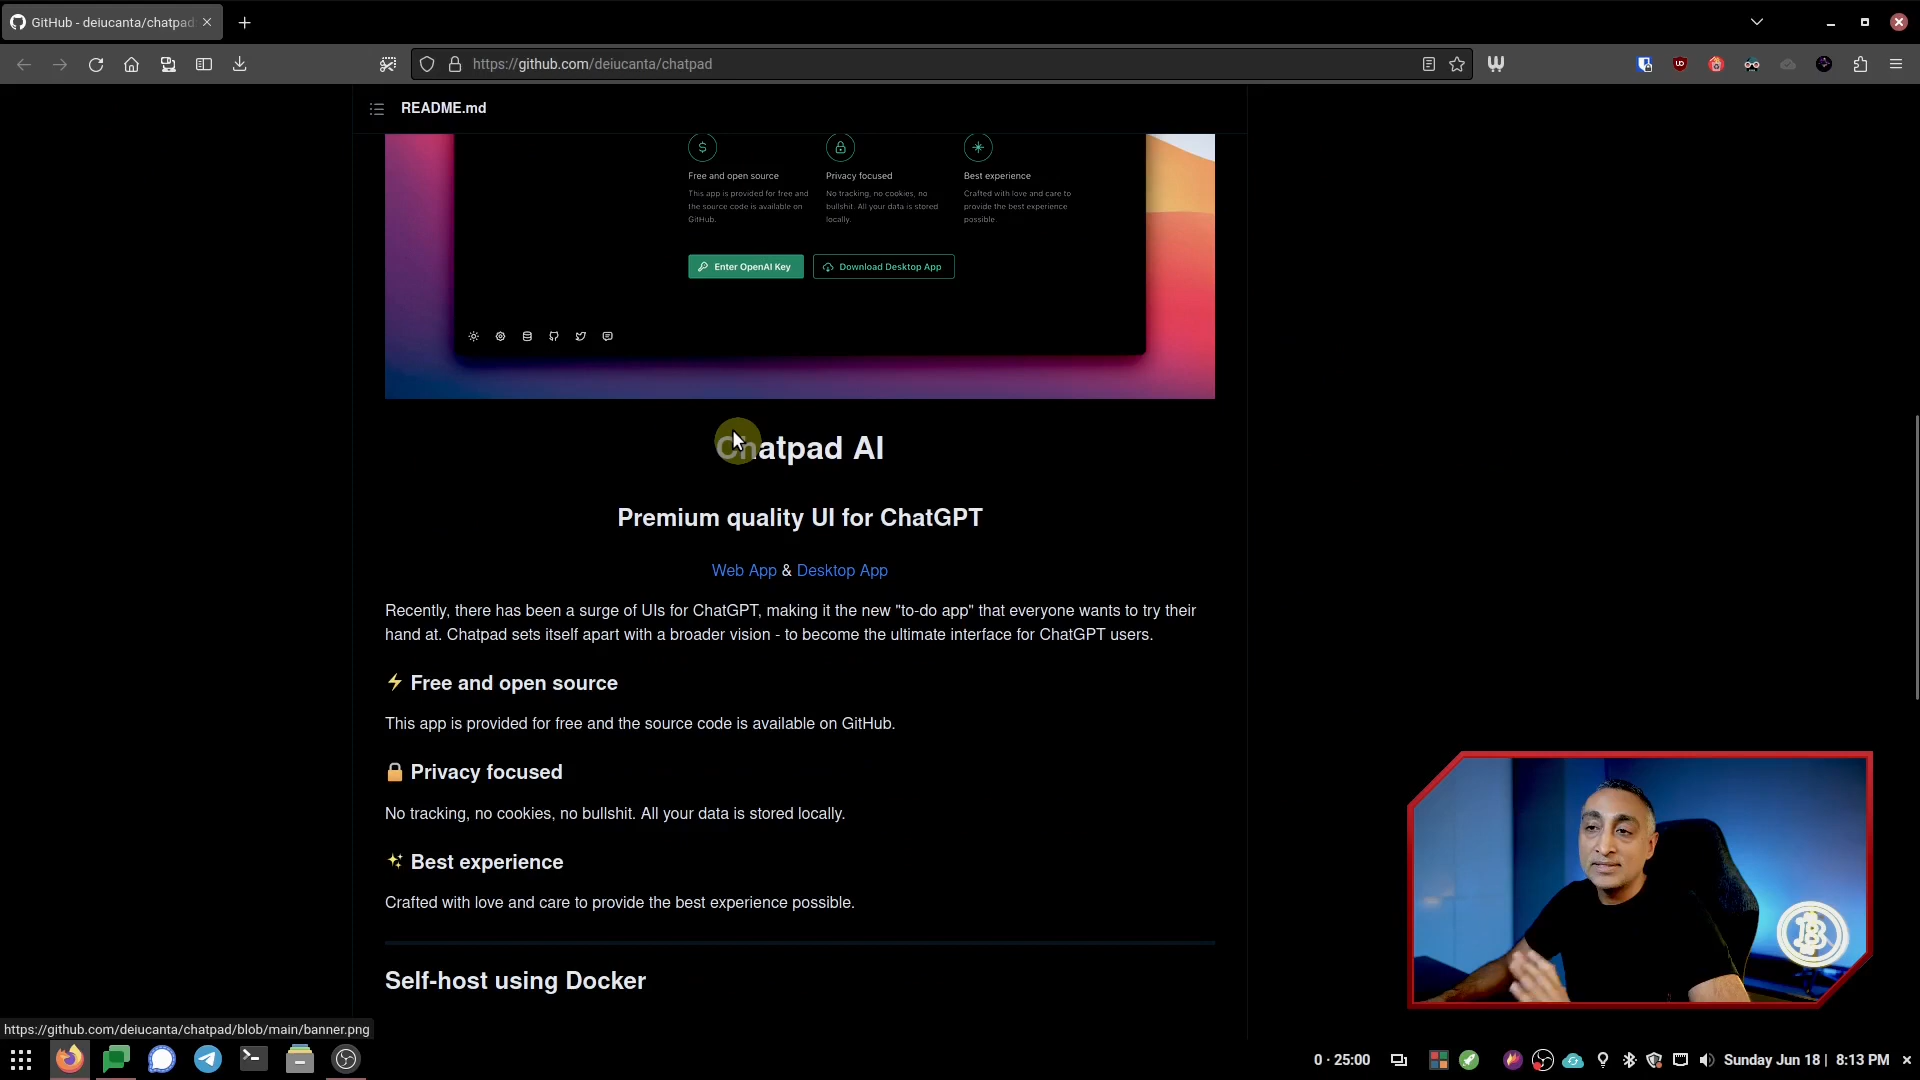 GitHub - deiucanta/chatpad
https://github.com/deiucanta/chatpad
README.md
Free and open source
This app is provided for free and
the source code is available on
GitHub.
Privacy focused
No tracking, no cookies, no
bullshit. All your data is stored
locally.
Best experience
Crafted with love and care to
provide the best experience
possible.
Enter OpenAI Key
Download Desktop App
Chatpad AI
Premium quality UI for ChatGPT
Web App & Desktop App
Recently, there has been a surge of UIs for ChatGPT, making it the new "to-do app" that everyone wants to try their
hand at. Chatpad sets itself apart with a broader vision - to become the ultimate interface for ChatGPT users.
⚡ Free and open source
This app is provided for free and the source code is available on GitHub.
🔒 Privacy focused
No tracking, no cookies, no bullshit. All your data is stored locally.
✨ Best experience
Crafted with love and care to provide the best experience possible.
Self-host using Docker
https://github.com/deiucanta/chatpad/blob/main/banner.png
0 · 25:00
Sunday Jun 18 | 8:13 PM